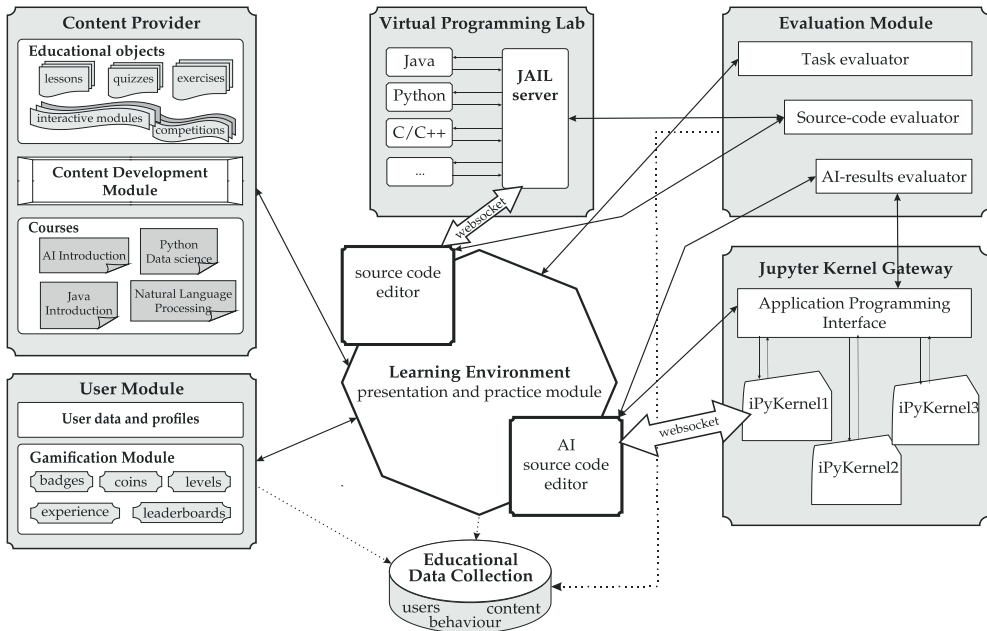 Content Provider
Educational objects
lessons
quizzes
exercises
interactive modules
competitions
Content Development
Module
Courses
AI Introduction
Python
Data science
Java
Introduction
Natural Language
Processing
User Module
User data and profiles
Gamification Module
badges
coins
levels
experience
leaderboards
Virtual Programming Lab
Java
Python
C/C++
...
JAIL
server
websocket
source code
editor
Learning Environment
presentation and practice module
AI
source code
editor
websocket
Educational
Data Collection
users
content
behaviour
Evaluation Module
Task evaluator
Source-code evaluator
AI-results evaluator
Jupyter Kernel Gateway
Application Programming
Interface
iPyKernel1
iPyKernel2
iPyKernel3